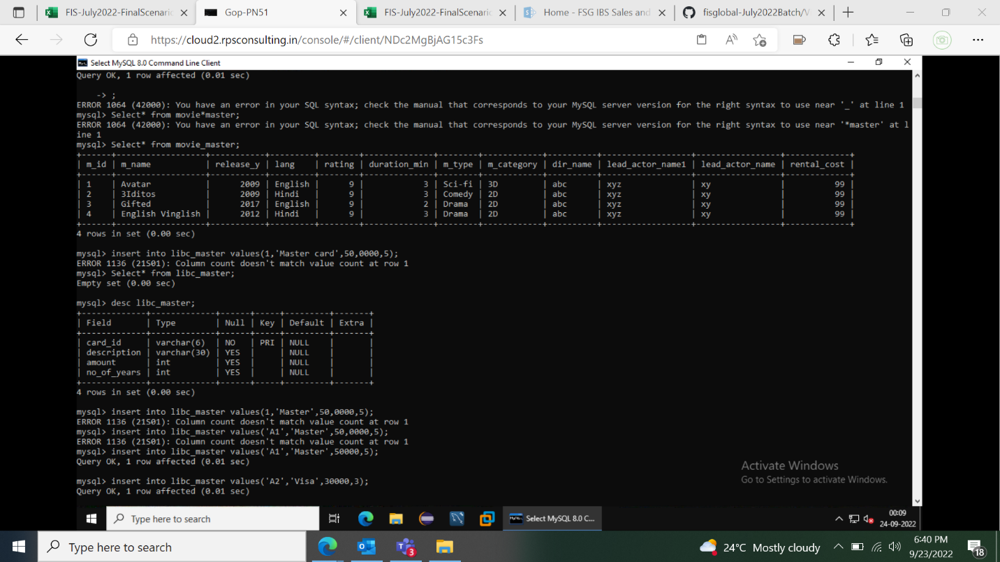 FIS-July2022-FinalScenario
Gop-PN51
FIS-July2022-FinalScenario
Home - FSG IBS Sales and
fisglobal-July2022Batch/V
https://cloud2.rpsconsulting.in/console/#/client/NDc2MgBjAG15c3Fs
Select MySQL 8.0 Command Line Client
Query OK, 1 row affected (0.01 sec)
-> ;
ERROR 1064 (42000): You have an error in your SQL syntax; check the manual that corresponds to your MySQL server version for the right syntax to use near '_' at line 1
mysql> Select* from movie*master;
ERROR 1064 (42000): You have an error in your SQL syntax; check the manual that corresponds to your MySQL server version for the right syntax to use near '*master' at l
ine 1
mysql> Select* from movie_master;
+------+------------------+-----------+---------+--------+--------------+--------+------------+----------+------------------+-----------------+-------------+
| m_id | m_name | release_y | lang | rating | duration_min | m_type | m_category | dir_name | lead_actor_name1 | lead_actor_name | rental_cost |
+------+------------------+-----------+---------+--------+--------------+--------+------------+----------+------------------+-----------------+-------------+
| 1 | Avatar | 2009 | English | 9 | 3 | Sci-fi | 3D | abc | xyz | xy | 99 |
| 2 | 3Iditos | 2009 | Hindi | 9 | 3 | Comedy | 2D | abc | xyz | xy | 99 |
| 3 | Gifted | 2017 | English | 9 | 2 | Drama | 2D | abc | xyz | xy | 99 |
| 4 | English Vinglish | 2012 | Hindi | 9 | 3 | Drama | 2D | abc | xyz | xy | 99 |
+------+------------------+-----------+---------+--------+--------------+--------+------------+----------+------------------+-----------------+-------------+
4 rows in set (0.00 sec)
mysql> insert into libc_master values(1,'Master card',50,0000,5);
ERROR 1136 (21S01): Column count doesn't match value count at row 1
mysql> Select* from libc_master;
Empty set (0.00 sec)
mysql> desc libc_master;
+-------------+-------------+------+-----+---------+-------+
| Field | Type | Null | Key | Default | Extra |
+-------------+-------------+------+-----+---------+-------+
| card_id | varchar(6) | NO | PRI | NULL | |
| description | varchar(30) | YES | | NULL | |
| amount | int | YES | | NULL | |
| no_of_years | int | YES | | NULL | |
+-------------+-------------+------+-----+---------+-------+
4 rows in set (0.00 sec)
mysql> insert into libc_master values(1,'Master',50,0000,5);
ERROR 1136 (21S01): Column count doesn't match value count at row 1
mysql> insert into libc_master values('A1','Master',50,0000,5);
ERROR 1136 (21S01): Column count doesn't match value count at row 1
mysql> insert into libc_master values('A1','Master',50000,5);
Query OK, 1 row affected (0.01 sec)
mysql> insert into libc_master values('A2','Visa',30000,3);
Query OK, 1 row affected (0.01 sec)
Activate Windows
Go to Settings to activate Windows.
Type here to search
Select MySQL 8.0 C...
00:09
24-09-2022
Type here to search
3
24°C Mostly cloudy
6:40 PM
9/23/2022
18